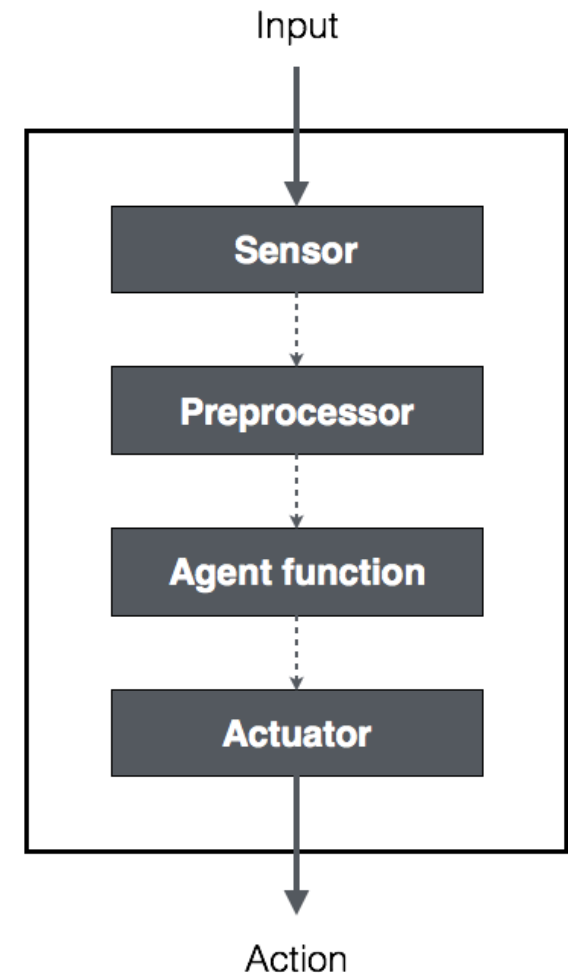 Input
Sensor
Preprocessor
Agent function
Actuator
Action